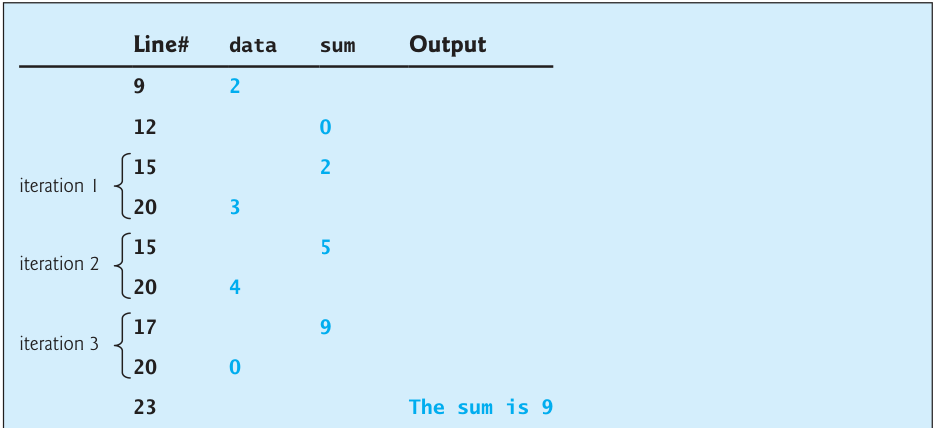 Line# data sum Output
9 2
12 0
iteration 1
15 2
20 3
iteration 2
15 5
20 4
iteration 3
17 9
20 0
23 The sum is 9